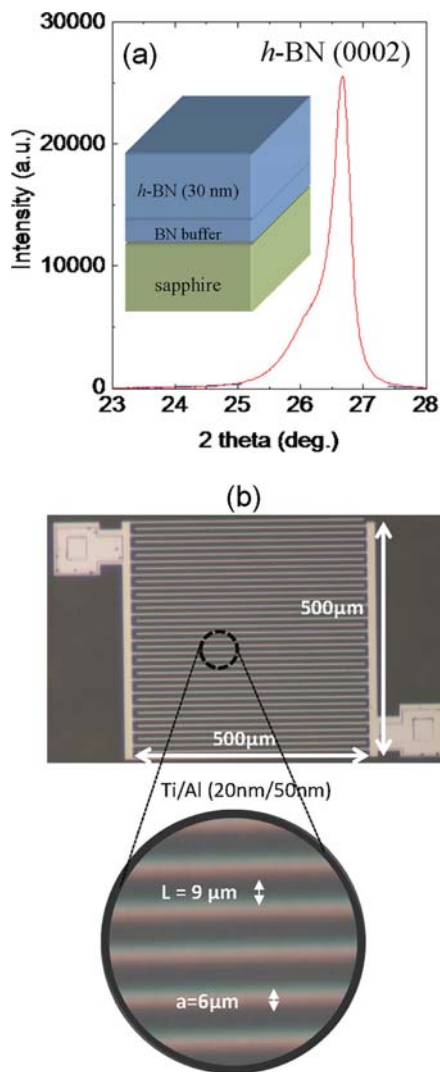 (a)
h-BN (0002)
30000
20000
10000
0
Intensity (a.u.)
h-BN (30 nm)
BN buffer
sapphire
23 24 25 26 27 28
2 theta (deg.)
(b)
500μm
500μm
Ti/Al (20nm/50nm)
L = 9 μm
a=6μm